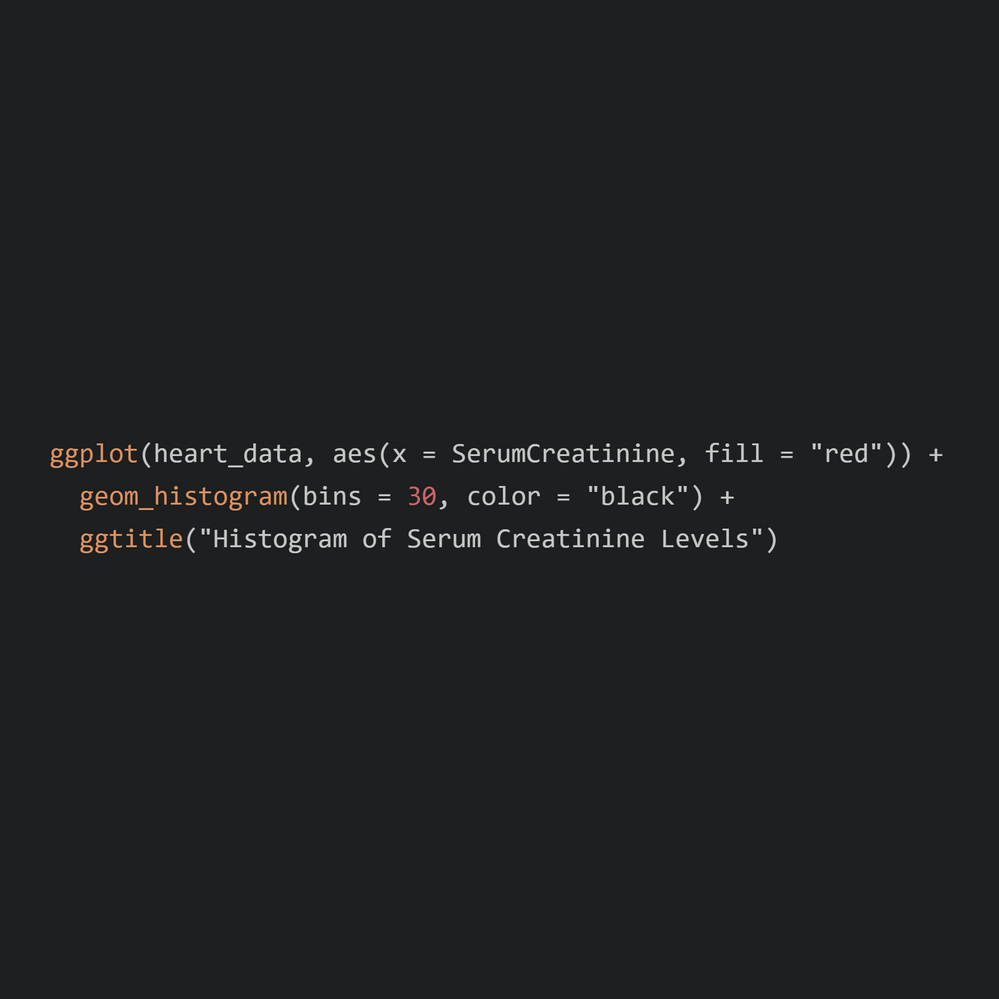 ggplot(heart_data, aes(x = SerumCreatinine, fill = "red")) +
  geom_histogram(bins = 30, color = "black") +
  ggtitle("Histogram of Serum Creatinine Levels")